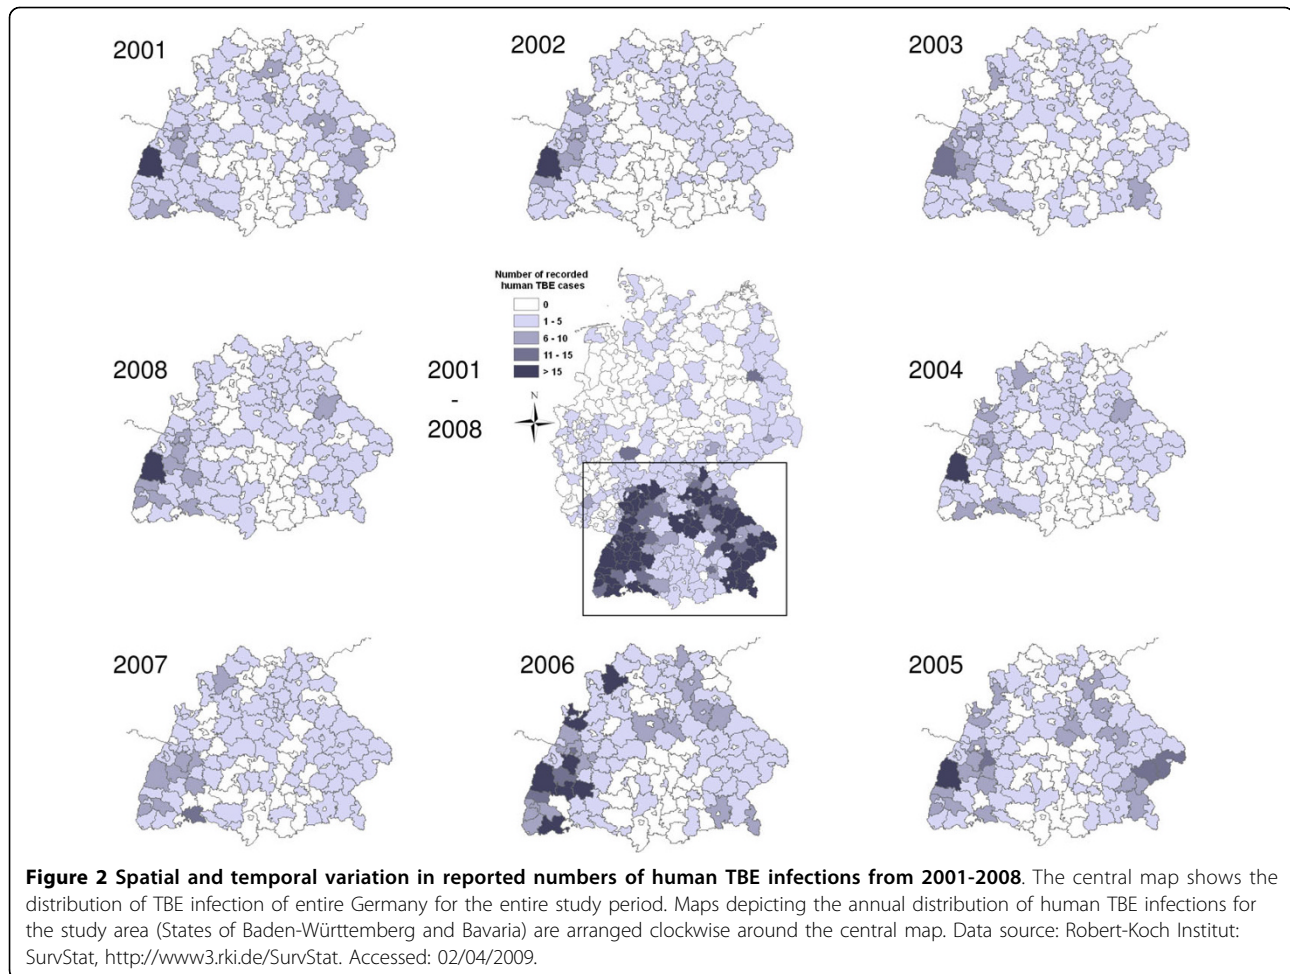 2001
2002
2003
Number of recorded
human TBE cases
0
1 - 5
6 - 10
11 - 15
> 15
2008
2001
-
2008
N
2004
2007
2006
2005
Figure 2 Spatial and temporal variation in reported numbers of human TBE infections from 2001-2008. The central map shows the
distribution of TBE infection of entire Germany for the entire study period. Maps depicting the annual distribution of human TBE infections for
the study area (States of Baden-Württemberg and Bavaria) are arranged clockwise around the central map. Data source: Robert-Koch Institut:
SurvStat, http://www3.rki.de/SurvStat. Accessed: 02/04/2009.